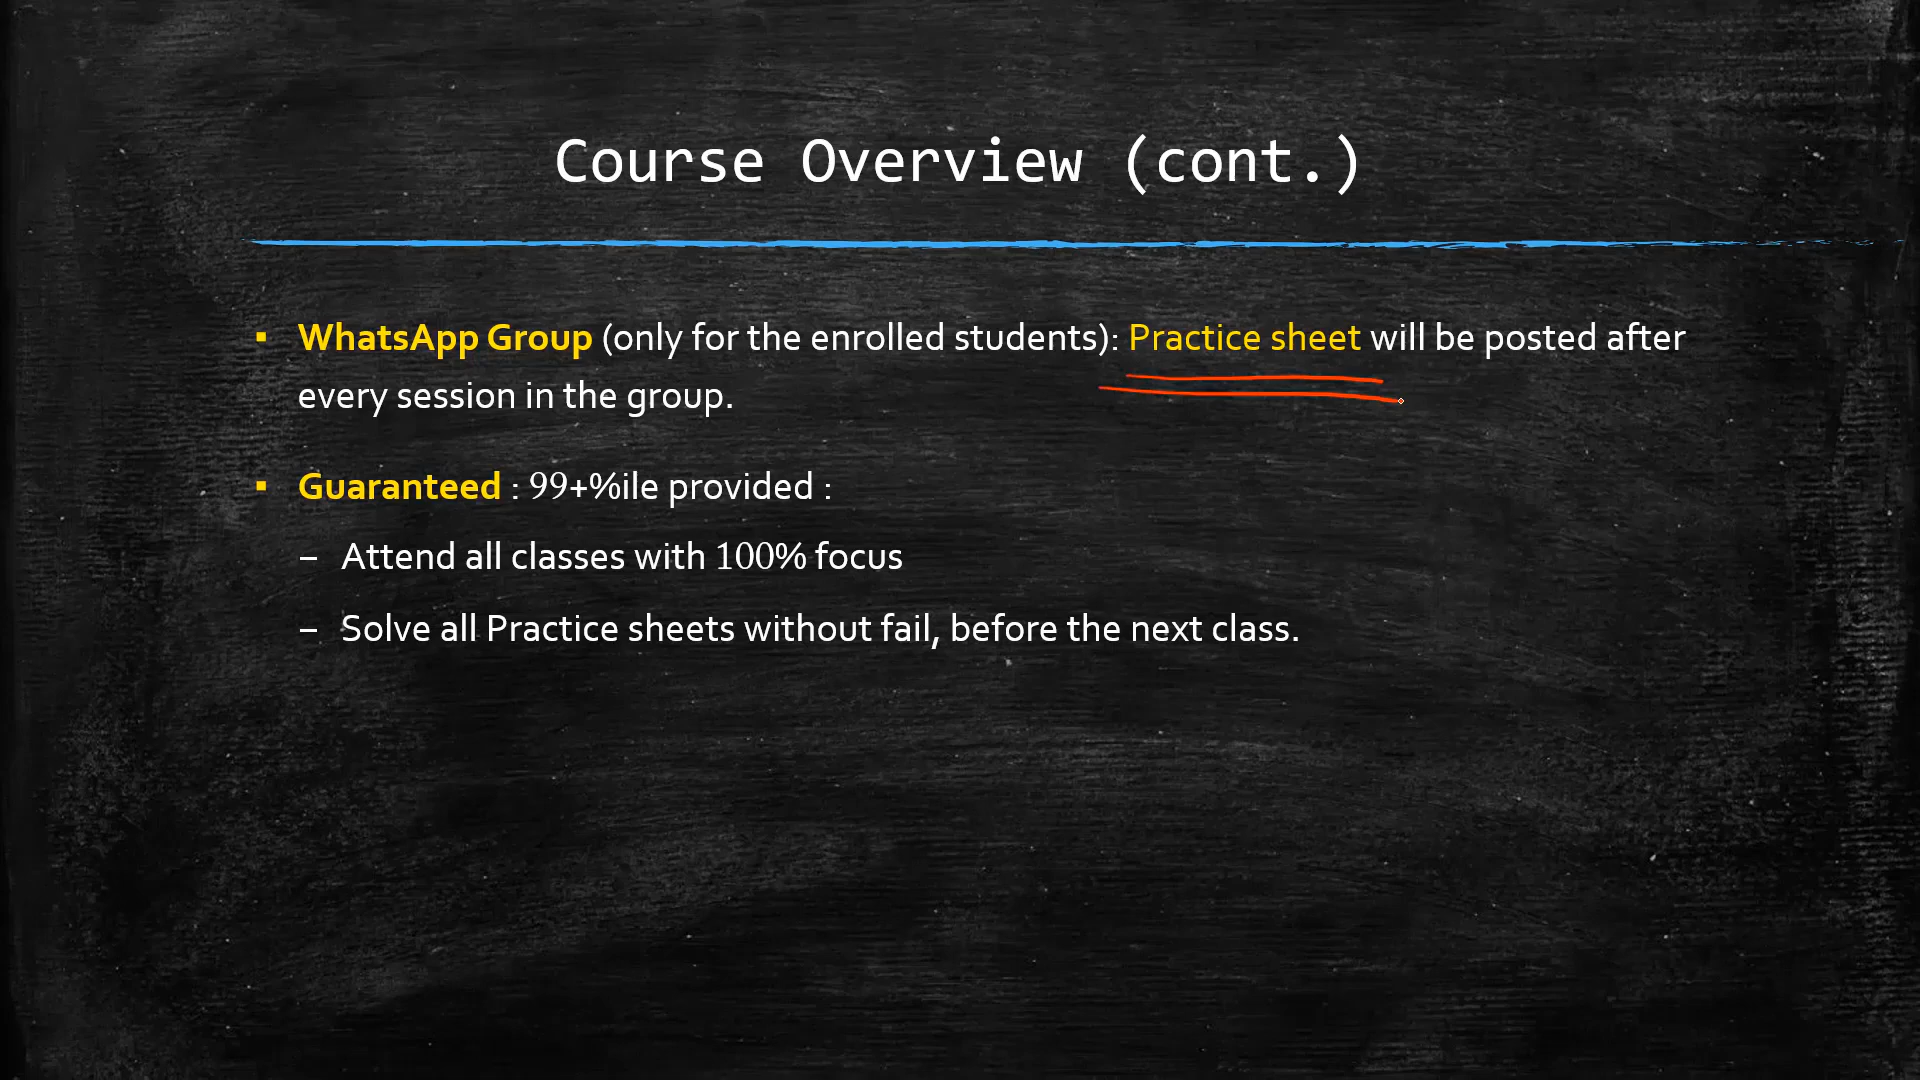 Course Overview (cont.)
▪ WhatsApp Group (only for the enrolled students): Practice sheet will be posted after
every session in the group.
▪ Guaranteed : 99+%ile provided :
– Attend all classes with 100% focus
– Solve all Practice sheets without fail, before the next class.